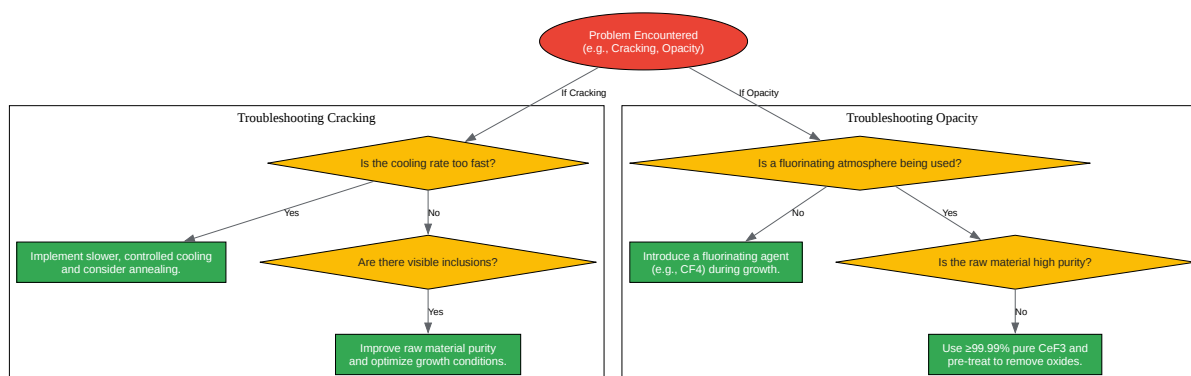 Problem Encountered
(e.g., Cracking, Opacity)
If Cracking
If Opacity
Troubleshooting Cracking
Is the cooling rate too fast?
Yes
No
Implement slower, controlled cooling
and consider annealing.
Are there visible inclusions?
Yes
Improve raw material purity
and optimize growth conditions.
Troubleshooting Opacity
Is a fluorinating atmosphere being used?
No
Yes
Introduce a fluorinating agent
(e.g., CF4) during growth.
Is the raw material high purity?
No
Use ≥99.99% pure CeF3 and
pre-treat to remove oxides.